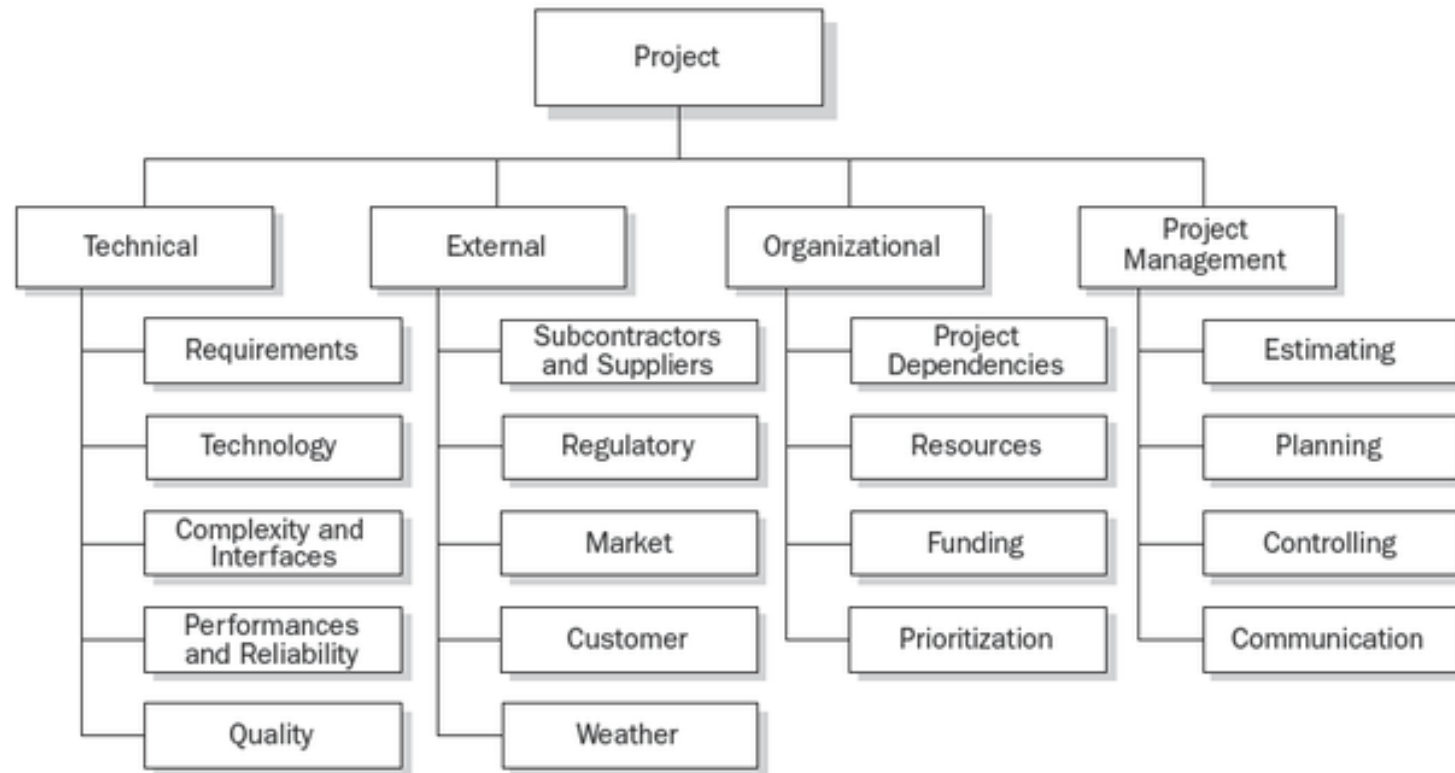 Project
Technical
External
Organizational
Project
Management
Requirements
Subcontractors
and Suppliers
Project
Dependencies
Estimating
Technology
Regulatory
Resources
Planning
Complexity and
Interfaces
Market
Funding
Controlling
Performances
and Reliability
Customer
Prioritization
Communication
Quality
Weather